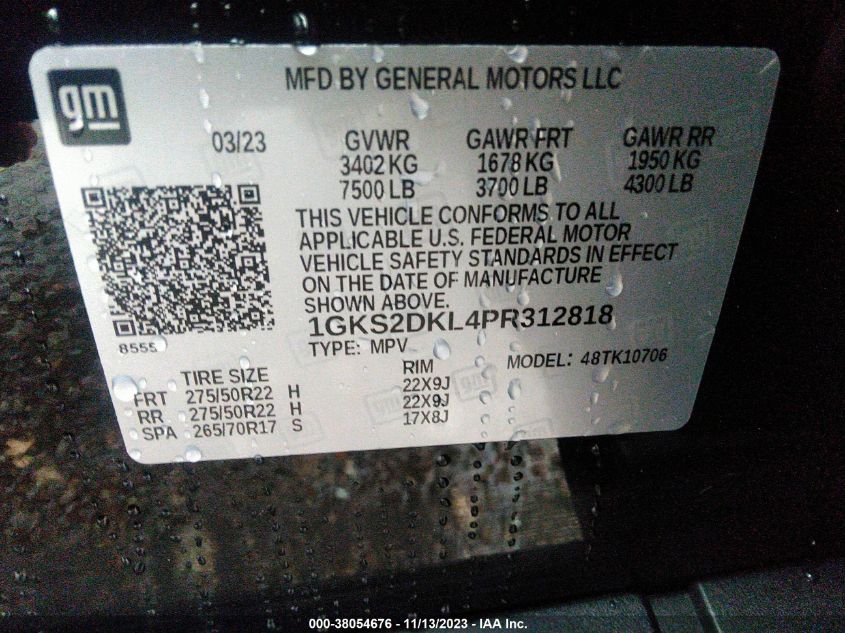 gm
MFD BY GENERAL MOTORS LLC
03/23 GVWR GAWR FRT GAWR RR
3402 KG 1678 KG 1950 KG
7500 LB 3700 LB 4300 LB
THIS VEHICLE CONFORMS TO ALL
APPLICABLE U.S. FEDERAL MOTOR
VEHICLE SAFETY STANDARDS IN EFFECT
ON THE DATE OF MANUFACTURE
SHOWN ABOVE.
1GKS2DKL4PR312818
8555
TYPE: MPV MODEL: 48TK10706
TIRE SIZE RIM
FRT 275/50R22 H 22X9J
RR 275/50R22 H 22X9J
SPA 265/70R17 S 17X8J
000-38054676 - 11/13/2023 - IAA Inc.